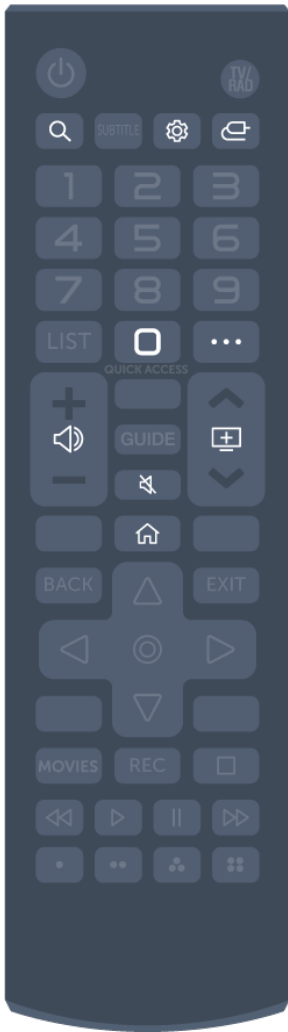 TV/
RAD
SUBTITLE
1 2 3
4 5 6
7 8 9
LIST 0 ...
QUICK ACCESS
GUIDE
BACK EXIT
MOVIES REC